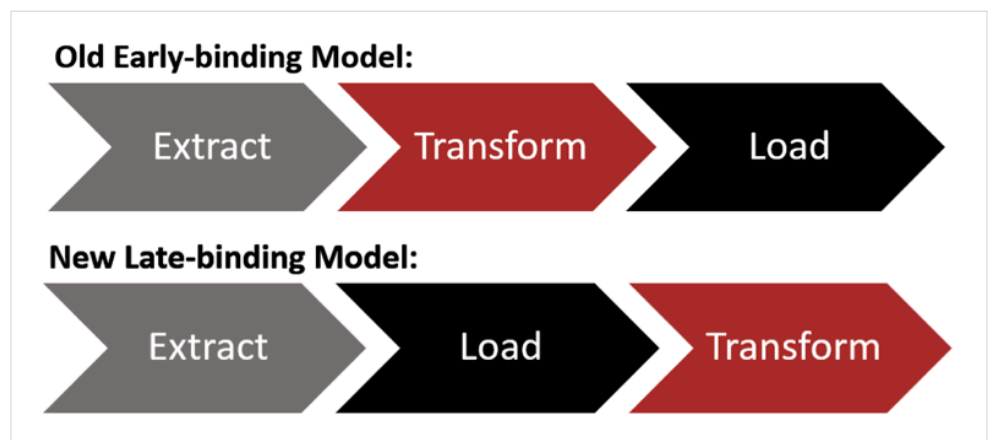 Old Early-binding Model:
Extract Transform Load
New Late-binding Model:
Extract Load Transform